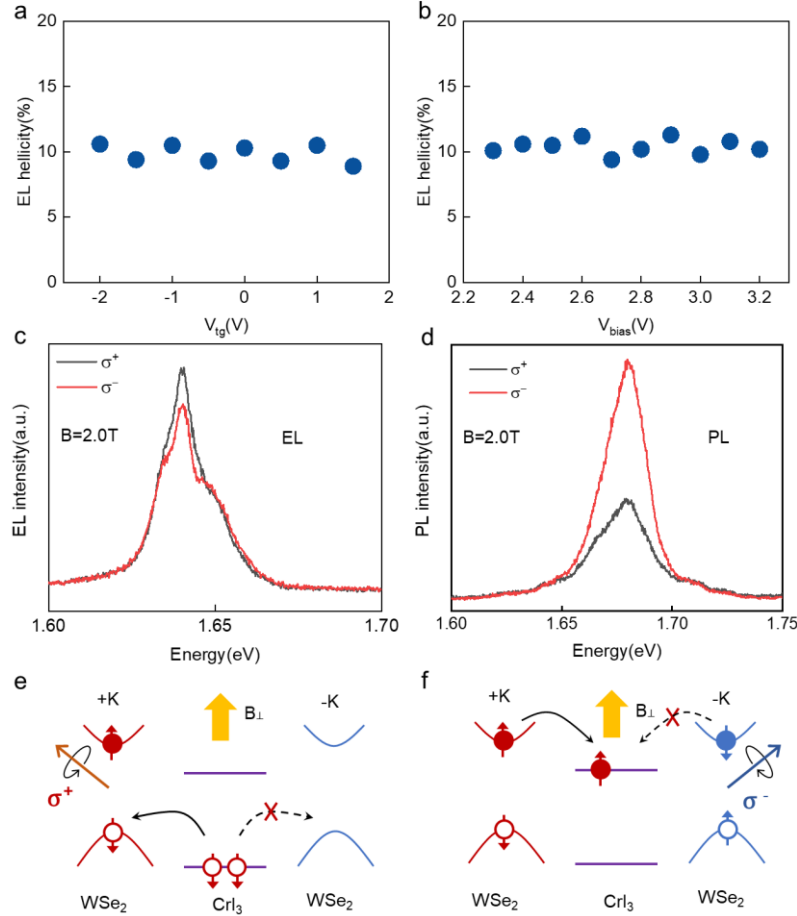 a
20
15
10
5
0
EL hellicity(%)
-2 -1 0 1 2
V_tg(V)
b
20
15
10
5
0
EL hellicity(%)
2.2 2.4 2.6 2.8 3.0 3.2
V_bias(V)
c
σ⁺
σ⁻
B=2.0T
EL
EL intensity(a.u.)
1.60 1.65 1.70
Energy(eV)
d
σ⁺
σ⁻
B=2.0T
PL
PL intensity(a.u.)
1.60 1.65 1.70 1.75
Energy(eV)
e
+K
B⊥
-K
σ⁺
WSe₂
CrI₃
WSe₂
f
+K
B⊥
-K
σ⁻
WSe₂
CrI₃
WSe₂